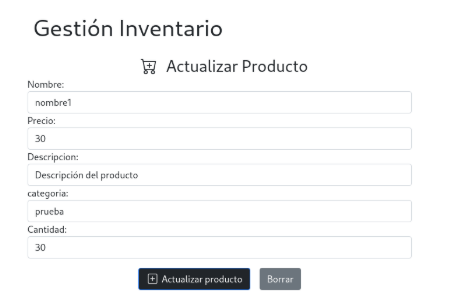 Gestión Inventario
Actualizar Producto
Nombre:
nombre1
Precio:
30
Descripcion:
Descripción del producto
categoria:
prueba
Cantidad:
30
Actualizar producto Borrar